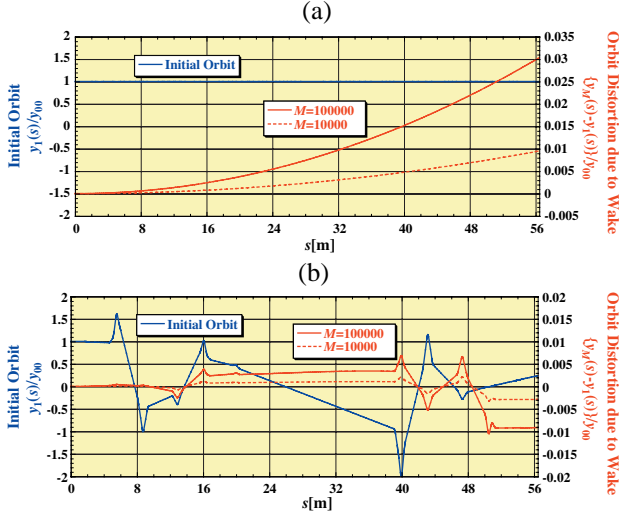 (a)
Initial Orbit
y₁(s)/y₀₀
2
1.5
1
0.5
0
-0.5
-1
-1.5
-2
Initial Orbit
M=100000
M=10000
0.035
0.030
0.025
0.02
0.015
0.01
0.005
0
-0.005
Orbit Distortion due to Wake
{y_M(s)-y₁(s)}/y₀₀
0 8 16 24 32 40 48 56
s[m]
(b)
Initial Orbit
y₁(s)/y₀₀
2
1.5
1
0.5
0
-0.5
-1
-1.5
-2
Initial Orbit
M=100000
M=10000
0.02
0.015
0.01
0.005
0
-0.005
-0.01
-0.015
-0.02
Orbit Distortion due to Wake
{y_M(s)-y₁(s)}/y₀₀
0 8 16 24 32 40 48 56
s[m]